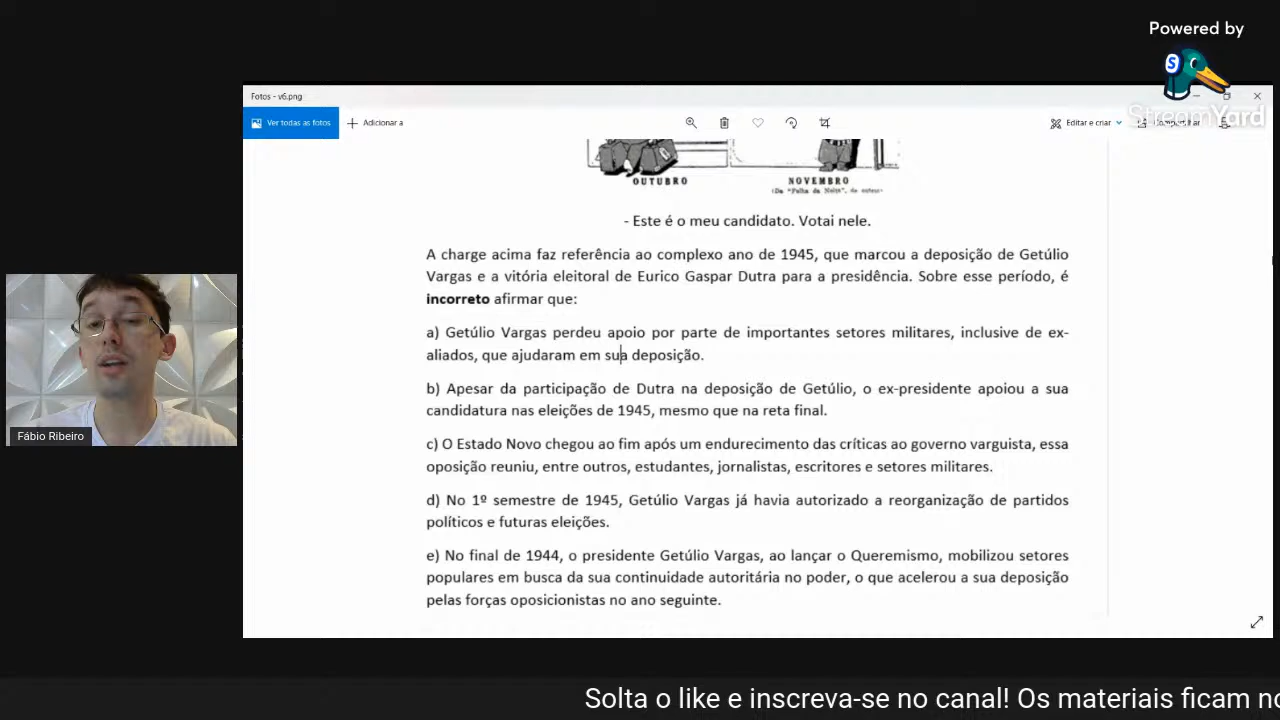 Powered by
S
StreamYard
Fotos - v6.png
Ver todas as fotos
Adicionar a
Editar e criar
Compartilhar
OUTUBRO
NOVEMBRO
(Da "Folha da Noite", de
- Este é o meu candidato. Votai nele.
A charge acima faz referência ao complexo ano de 1945, que marcou a deposição de Getúlio
Vargas e a vitória eleitoral de Eurico Gaspar Dutra para a presidência. Sobre esse período, é
incorreto afirmar que:
a) Getúlio Vargas perdeu apoio por parte de importantes setores militares, inclusive de ex-
aliados, que ajudaram em sua deposição.
b) Apesar da participação de Dutra na deposição de Getúlio, o ex-presidente apoiou a sua
candidatura nas eleições de 1945, mesmo que na reta final.
c) O Estado Novo chegou ao fim após um endurecimento das críticas ao governo varguista, essa
oposição reuniu, entre outros, estudantes, jornalistas, escritores e setores militares.
d) No 1º semestre de 1945, Getúlio Vargas já havia autorizado a reorganização de partidos
políticos e futuras eleições.
e) No final de 1944, o presidente Getúlio Vargas, ao lançar o Queremismo, mobilizou setores
populares em busca da sua continuidade autoritária no poder, o que acelerou a sua deposição
pelas forças oposicionistas no ano seguinte.
Fábio Ribeiro
Solta o like e inscreva-se no canal! Os materiais ficam no